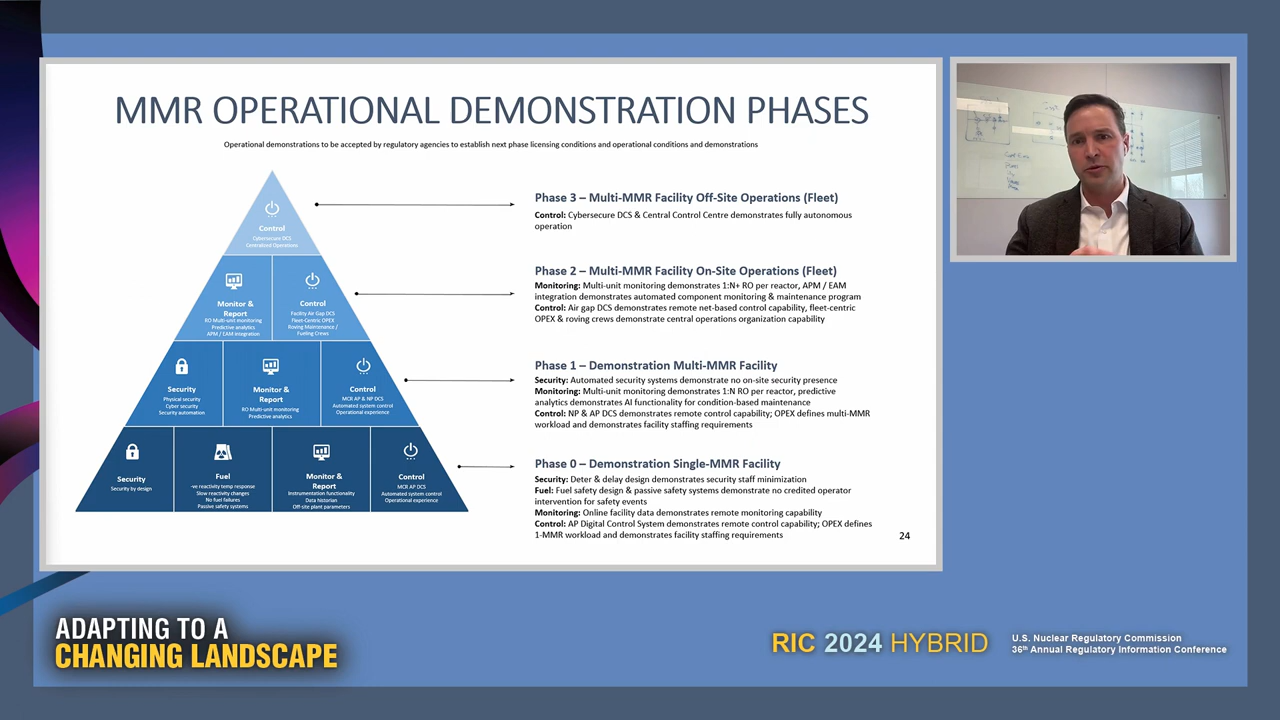 MMR OPERATIONAL DEMONSTRATION PHASES
Operational demonstrations to be accepted by regulatory agencies to establish next phase licensing conditions and operational conditions and demonstrations
Control
Cybersecure DCS
Centralized Operations
Phase 3 – Multi-MMR Facility Off-Site Operations (Fleet)
Control: Cybersecure DCS & Central Control Centre demonstrates fully autonomous
operation
Monitor &
Report
RO Multi-unit monitoring
Predictive analytics
APM / EAM integration
Control
Facility Air Gap DCS
Fleet-Centric OPEX
Roving Maintenance /
Fueling Crews
Phase 2 – Multi-MMR Facility On-Site Operations (Fleet)
Monitoring: Multi-unit monitoring demonstrates 1:N+ RO per reactor, APM / EAM
integration demonstrates automated component monitoring & maintenance program
Control: Air gap DCS demonstrates remote net-based control capability, fleet-centric
OPEX & roving crews demonstrate central operations organization capability
Security
Physical security
Cyber security
Security automation
Monitor &
Report
RO Multi-unit monitoring
Predictive analytics
Control
MCR AP & NP DCS
Automated system control
Operational experience
Phase 1 – Demonstration Multi-MMR Facility
Security: Automated security systems demonstrate no on-site security presence
Monitoring: Multi-unit monitoring demonstrates 1:N RO per reactor, predictive
analytics demonstrates AI functionality for condition-based maintenance
Control: NP & AP DCS demonstrates remote control capability; OPEX defines multi-MMR
workload and demonstrates facility staffing requirements
Security
Security by design
Fuel
-ve reactivity temp response
Slow reactivity changes
No fuel failures
Passive safety systems
Monitor &
Report
Instrumentation functionality
Data historian
Off-site plant parameters
Control
MCR AP DCS
Automated system control
Operational experience
Phase 0 – Demonstration Single-MMR Facility
Security: Deter & delay design demonstrates security staff minimization
Fuel: Fuel safety design & passive safety systems demonstrate no credited operator
intervention for safety events
Monitoring: Online facility data demonstrates remote monitoring capability
Control: AP Digital Control System demonstrates remote control capability; OPEX defines
1-MMR workload and demonstrates facility staffing requirements
24
ADAPTING TO A
CHANGING LANDSCAPE
RIC 2024 HYBRID
U.S. Nuclear Regulatory Commission
36th Annual Regulatory Information Conference